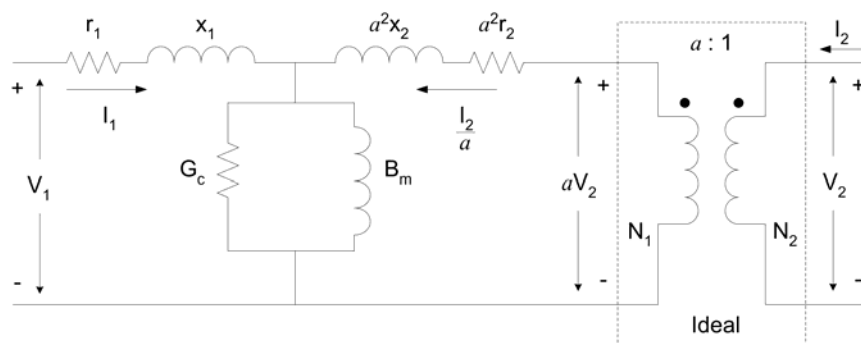 r₁
x₁
a²x₂
a²r₂
a : 1
I₂
+
I₁
I₂
a
+
+
+
V₁
G꜀
Bₘ
aV₂
V₂
N₁
N₂
-
-
-
Ideal